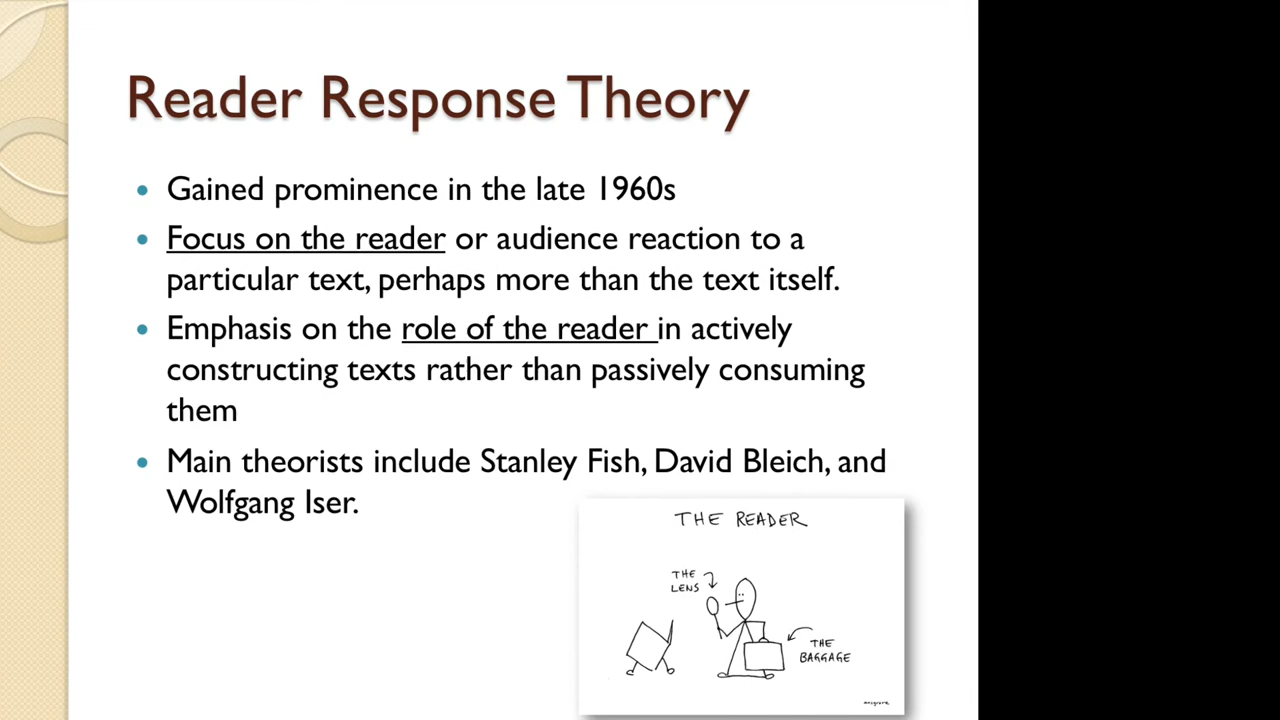 Reader Response Theory
• Gained prominence in the late 1960s
• Focus on the reader or audience reaction to a
particular text, perhaps more than the text itself.
• Emphasis on the role of the reader in actively
constructing texts rather than passively consuming
them
• Main theorists include Stanley Fish, David Bleich, and
Wolfgang Iser.
THE READER
THE
LENS
THE
BAGGAGE